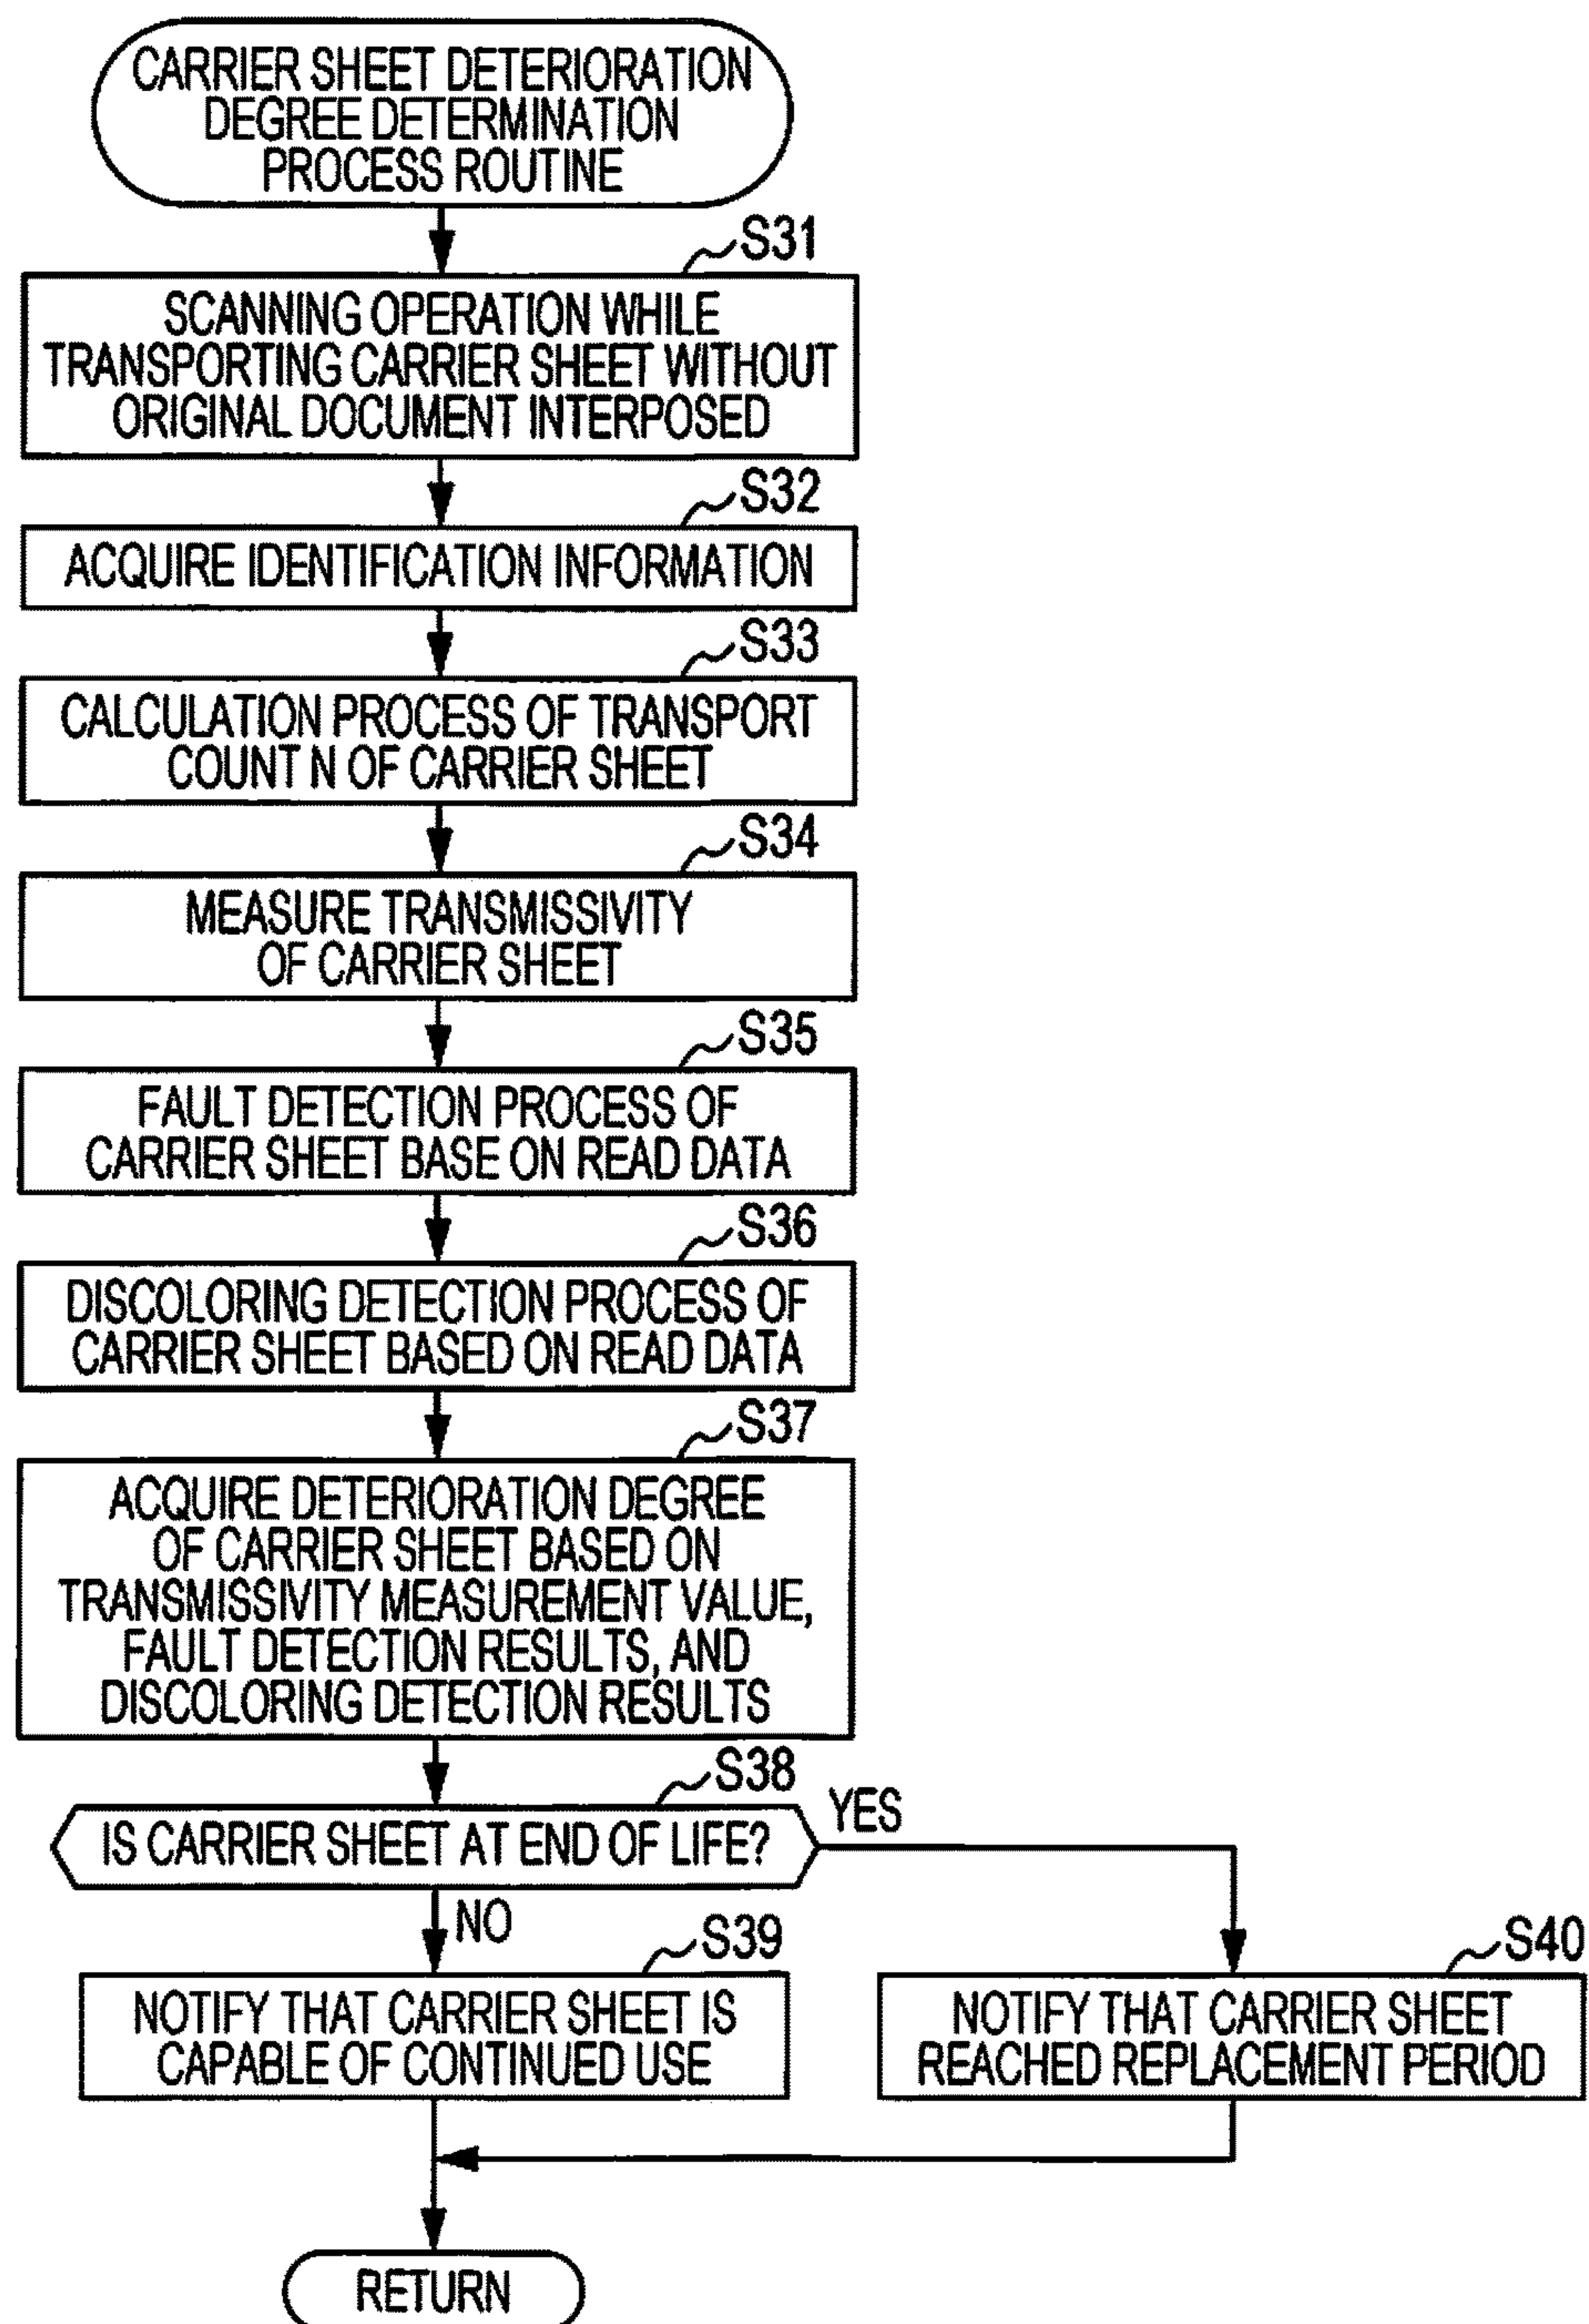 CARRIER SHEET DETERIORATION
DEGREE DETERMINATION
PROCESS ROUTINE
S31
SCANNING OPERATION WHILE
TRANSPORTING CARRIER SHEET WITHOUT
ORIGINAL DOCUMENT INTERPOSED
S32
ACQUIRE IDENTIFICATION INFORMATION
S33
CALCULATION PROCESS OF TRANSPORT
COUNT N OF CARRIER SHEET
S34
MEASURE TRANSMISSIVITY
OF CARRIER SHEET
S35
FAULT DETECTION PROCESS OF
CARRIER SHEET BASE ON READ DATA
S36
DISCOLORING DETECTION PROCESS OF
CARRIER SHEET BASED ON READ DATA
S37
ACQUIRE DETERIORATION DEGREE
OF CARRIER SHEET BASED ON
TRANSMISSIVITY MEASUREMENT VALUE,
FAULT DETECTION RESULTS, AND
DISCOLORING DETECTION RESULTS
S38
IS CARRIER SHEET AT END OF LIFE?
YES
NO
S39
NOTIFY THAT CARRIER SHEET IS
CAPABLE OF CONTINUED USE
S40
NOTIFY THAT CARRIER SHEET
REACHED REPLACEMENT PERIOD
RETURN